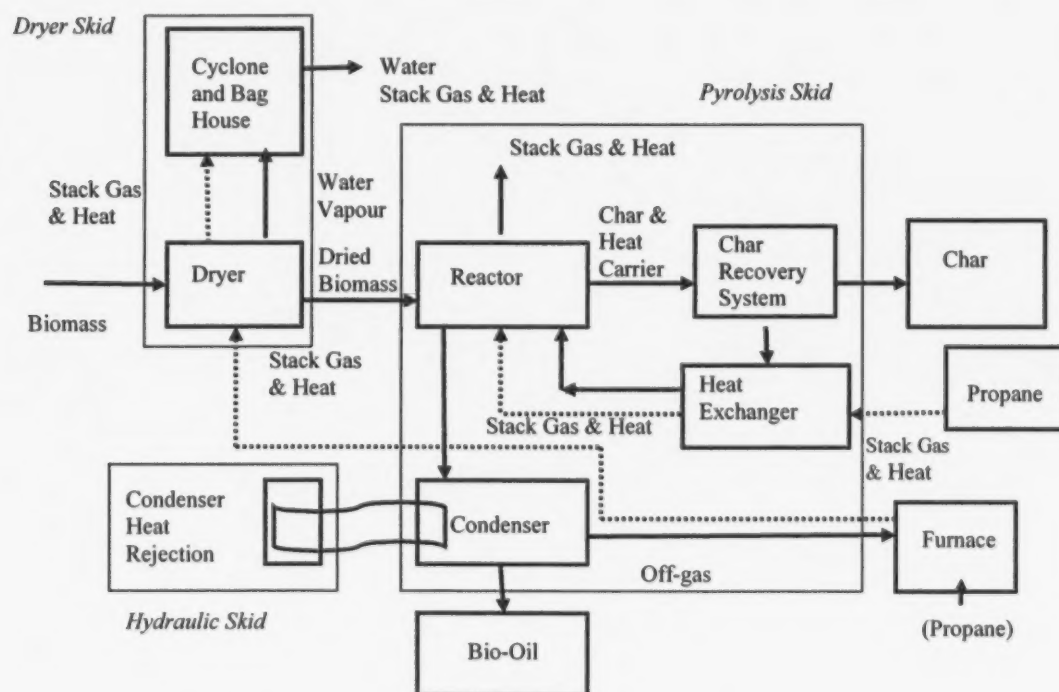 Dryer Skid
Cyclone
and Bag
House
Water
Stack Gas & Heat
Pyrolysis Skid
Stack Gas & Heat
Stack Gas
& Heat
Water
Vapour
Char &
Heat
Carrier
Char
Recovery
System
Char
Dryer
Dried
Biomass
Reactor
Biomass
Stack Gas
& Heat
Heat
Exchanger
Propane
Stack Gas & Heat
Stack Gas
& Heat
Condenser
Heat
Rejection
Condenser
Furnace
Off-gas
Hydraulic Skid
(Propane)
Bio-Oil